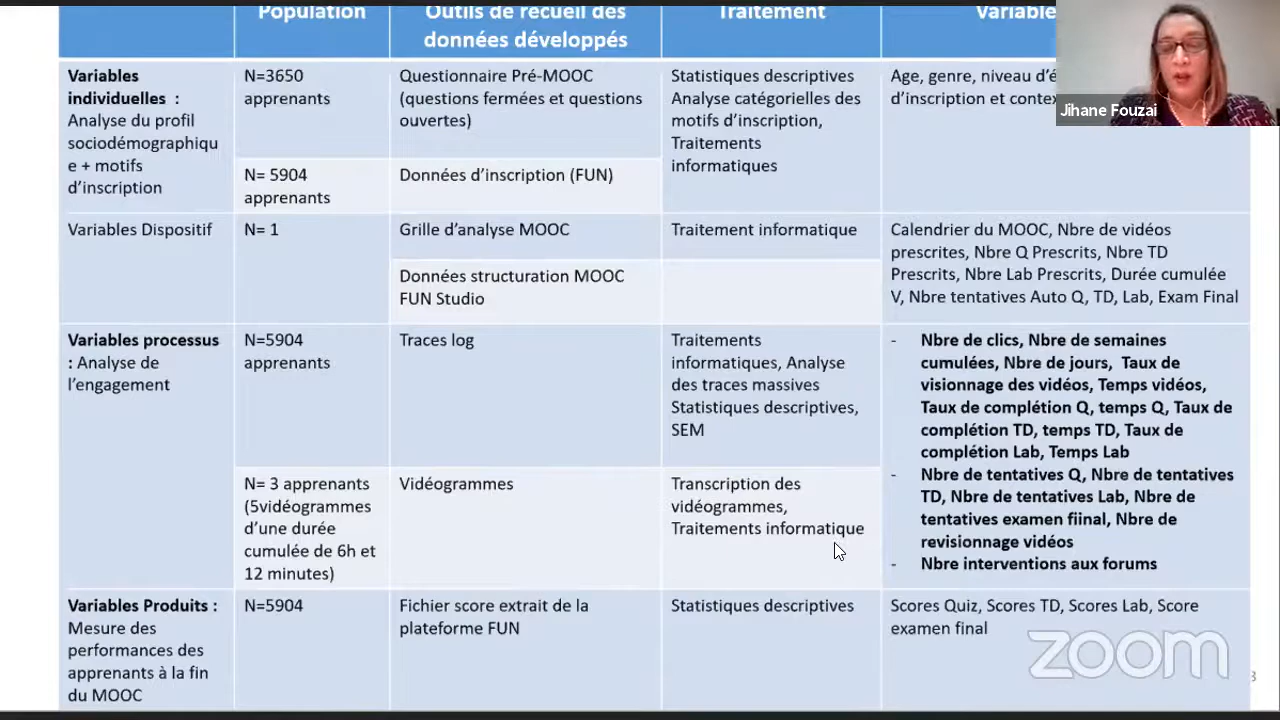 Population
Outils de recueil des
données développés
Traitement
Variable
Variables
individuelles :
Analyse du profil
sociodémographiqu
e + motifs
d’inscription
N=3650
apprenants
Questionnaire Pré-MOOC
(questions fermées et questions
ouvertes)
Statistiques descriptives
Analyse catégorielles des
motifs d’inscription,
Traitements
informatiques
Age, genre, niveau d’é
d’inscription et contex
Jihane Fouzai
N= 5904
apprenants
Données d’inscription (FUN)
Variables Dispositif
N= 1
Grille d’analyse MOOC
Traitement informatique
Calendrier du MOOC, Nbre de vidéos
prescrites, Nbre Q Prescrits, Nbre TD
Prescrits, Nbre Lab Prescrits, Durée cumulée
V, Nbre tentatives Auto Q, TD, Lab, Exam Final
Données structuration MOOC
FUN Studio
Variables processus
: Analyse de
l’engagement
N=5904
apprenants
Traces log
Traitements
informatiques, Analyse
des traces massives
Statistiques descriptives,
SEM
- Nbre de clics, Nbre de semaines
cumulées, Nbre de jours, Taux de
visionnage des vidéos, Temps vidéos,
Taux de complétion Q, temps Q, Taux de
complétion TD, temps TD, Taux de
complétion Lab, Temps Lab
- Nbre de tentatives Q, Nbre de tentatives
TD, Nbre de tentatives Lab, Nbre de
tentatives examen fiinal, Nbre de
revisionnage vidéos
- Nbre interventions aux forums
N= 3 apprenants
(5vidéogrammes
d’une durée
cumulée de 6h et
12 minutes)
Vidéogrammes
Transcription des
vidéogrammes,
Traitements informatique
Variables Produits :
Mesure des
performances des
apprenants à la fin
du MOOC
N=5904
Fichier score extrait de la
plateforme FUN
Statistiques descriptives
Scores Quiz, Scores TD, Scores Lab, Score
examen final
zoom